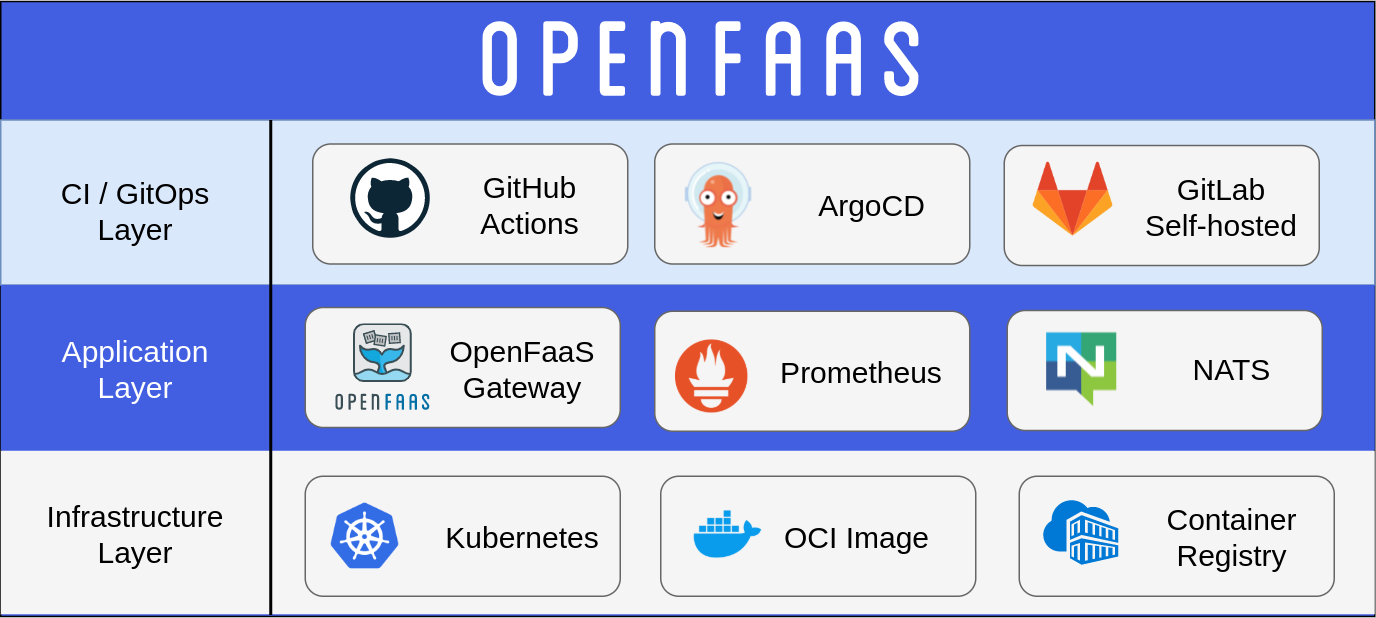 OPENFAAS
CI / GitOps
Layer
GitHub
Actions
ArgoCD
GitLab
Self-hosted
Application
Layer
OPENFAAS
OpenFaaS
Gateway
Prometheus
N
NATS
Infrastructure
Layer
Kubernetes
OCI Image
Container
Registry